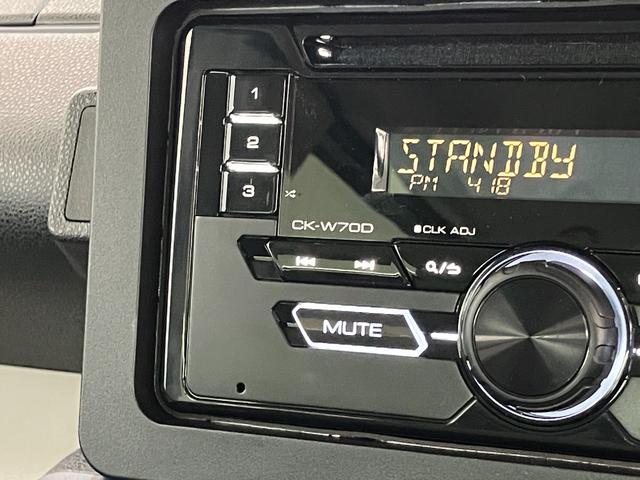 1
2
3
STANDBY
PM 4:18
CK-W70D
CLK ADJ
MUTE